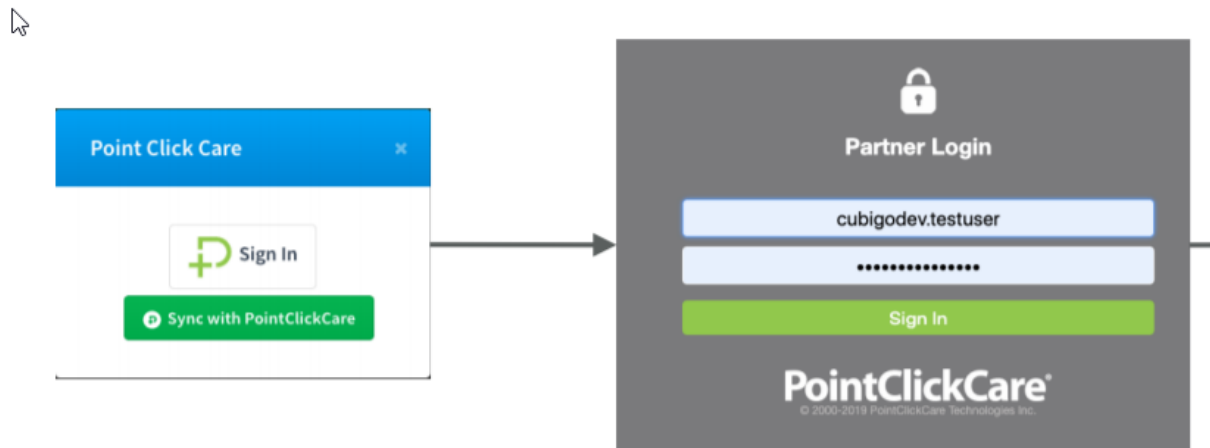 Point Click Care
×
Sign In
Sync with PointClickCare
Partner Login
cubigodev.testuser
•••••••••••••••
Sign In
PointClickCare®
© 2000-2019 PointClickCare Technologies Inc.